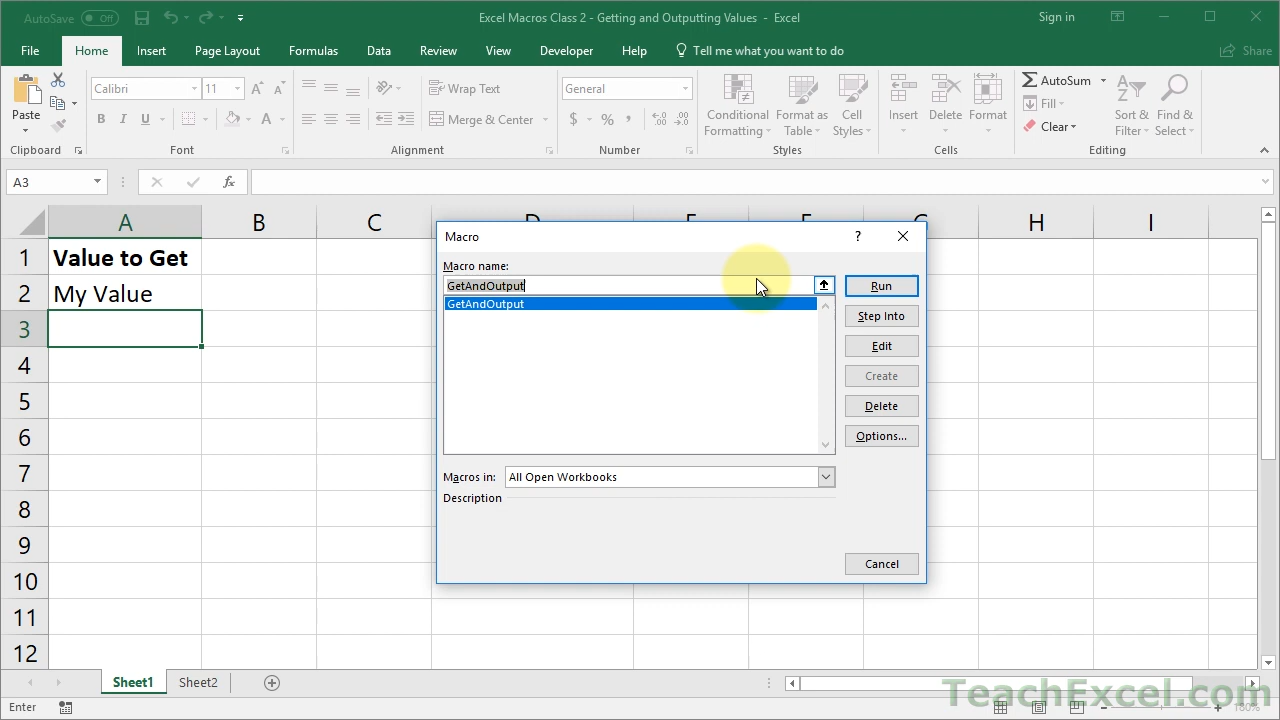 AutoSave Off
Excel Macros Class 2 - Getting and Outputting Values - Excel
Sign in
File Home Insert Page Layout Formulas Data Review View Developer Help Tell me what you want to do Share
Calibri 11 A A Wrap Text General AutoSum
Paste B I U A Merge & Center $ % , Conditional Formatting Format as Table Cell Styles Insert Delete Format Fill Clear Sort & Filter Find & Select
Clipboard Font Alignment Number Styles Cells Editing
A3 fx
A B C D E F G H I
1 Value to Get
2 My Value
3
4
5
6
7
8
9
10
11
12
Macro ?
Macro name:
GetAndOutput
GetAndOutput
Run
Step Into
Edit
Create
Delete
Options...
Macros in: All Open Workbooks
Description
Cancel
Sheet1 Sheet2
Enter
180%
TeachExcel.com